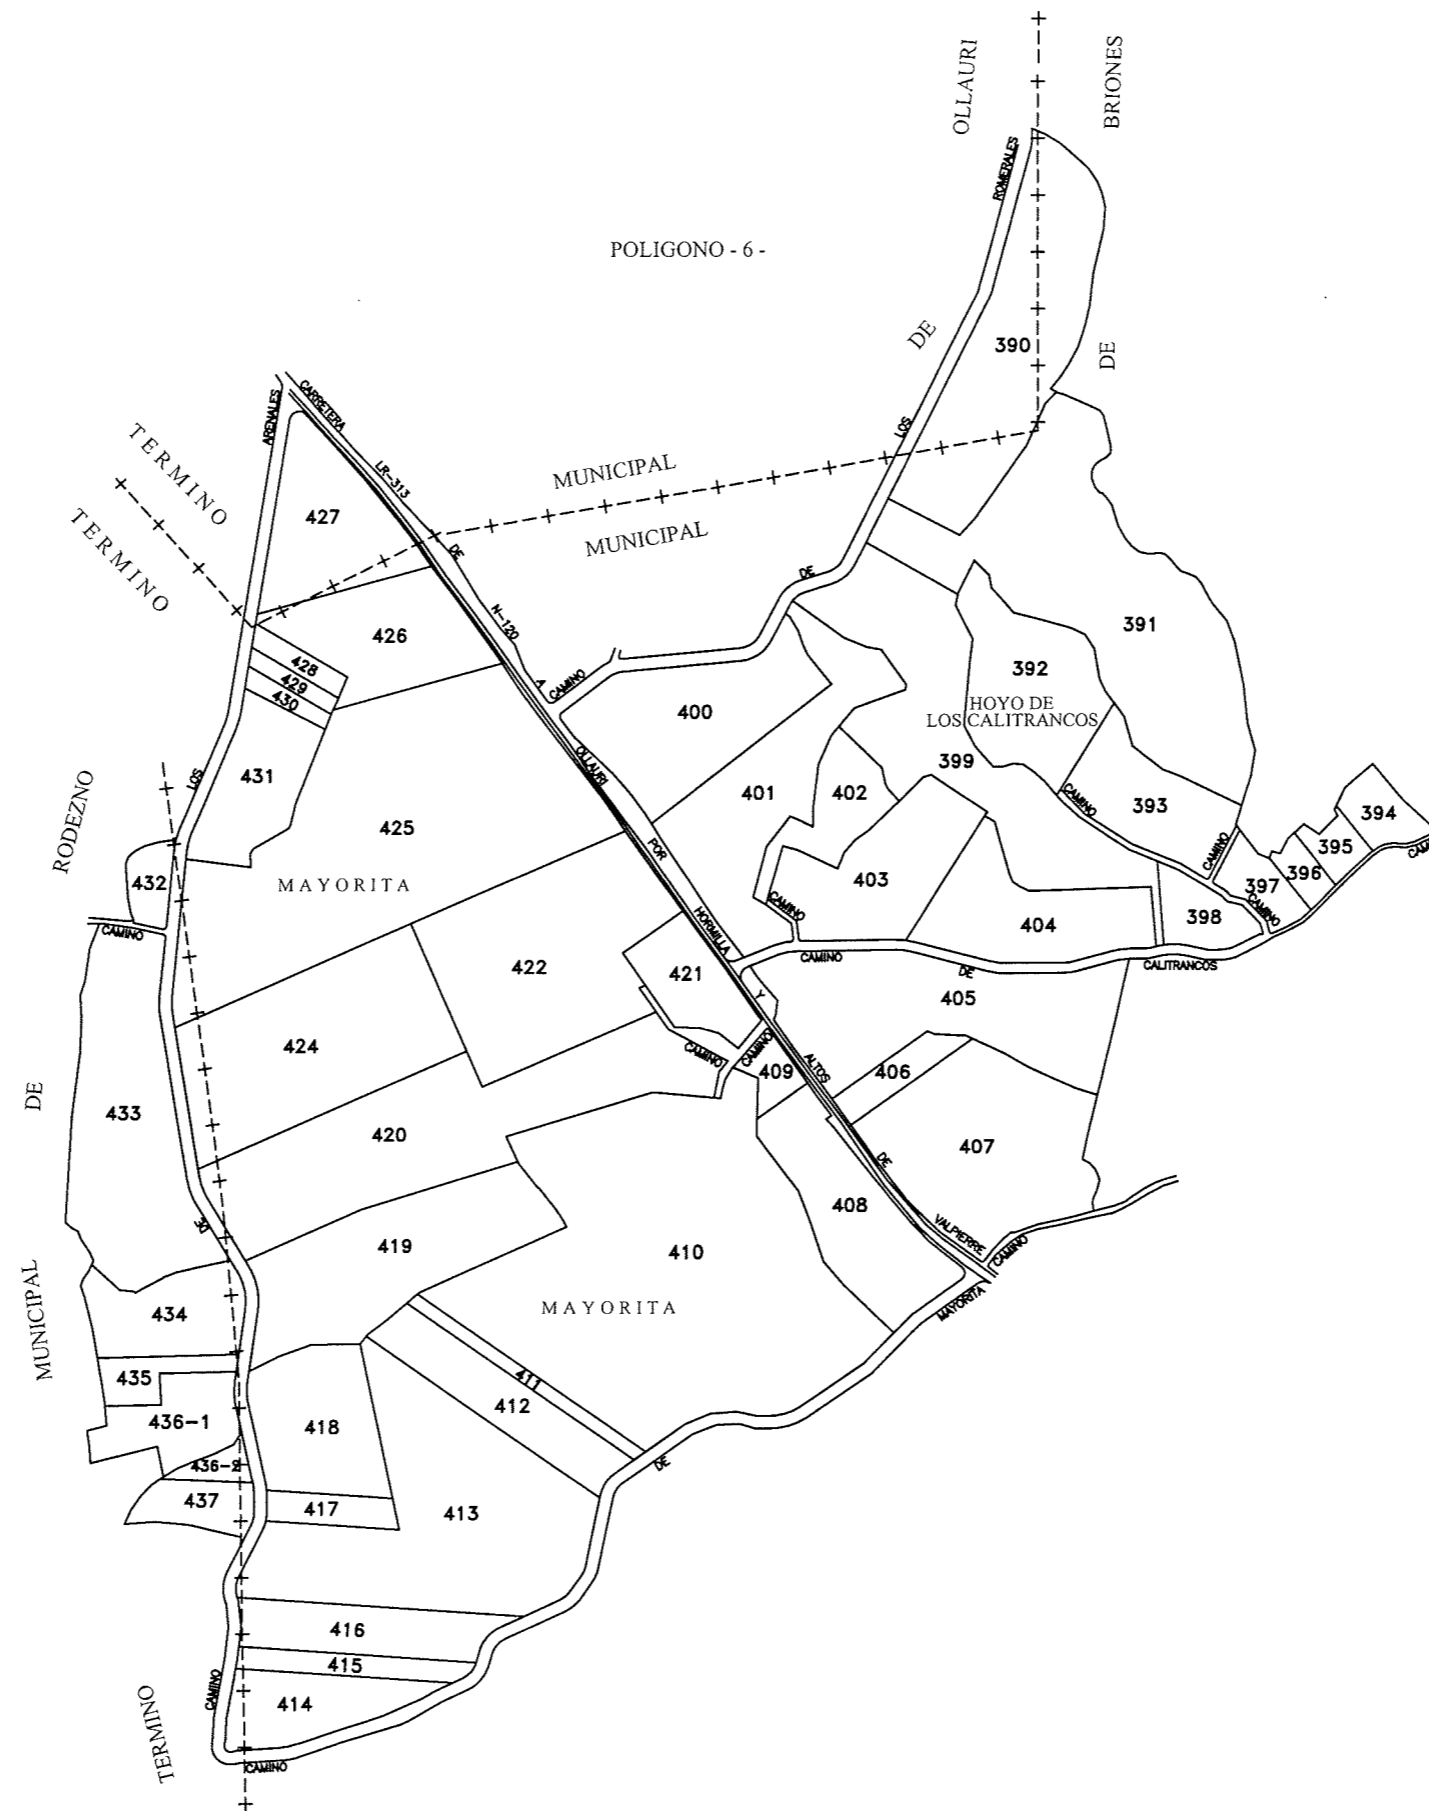 OLLAURI
BRIONES
ROMERALES
POLIGONO - 6 -
DE
390
DE
LOS
ARENALES
CARRETERA
LR-313
TERMINO
TERMINO
427
MUNICIPAL
MUNICIPAL
DE
DE
N-120
426
391
428
429
430
392
A
CAMINO
HOYO DE
LOS CALITRANCOS
400
399
OLLAURI
LOS
431
401
402
CAMINO
393
394
RODEZNO
425
POR
CAMINO
395
396
397
CAMINO
432
MAYORITA
403
CAMINO
398
404
CAMINO
HORMILLA
CAMINO
DE
CALITRANCOS
422
421
Y
405
424
CAMINO
CAMINO
409
ALTOS
406
DE
433
420
407
DE
DE
408
VALPIERRE
CAMINO
419
410
MUNICIPAL
434
MAYORITA
MAYORITA
435
411
412
436-1
418
436-2
DE
437
417
413
416
415
414
CAMINO
TERMINO
CAMINO